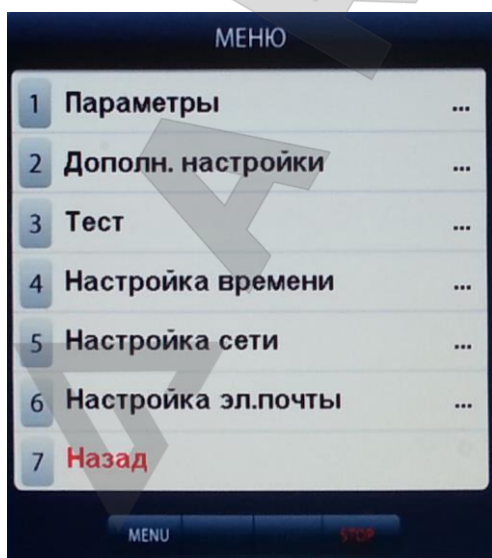 МЕНЮ
1 Параметры ...
2 Дополн. настройки ...
3 Тест ...
4 Настройка времени ...
5 Настройка сети ...
6 Настройка эл.почты ...
7 Назад
MENU STOP